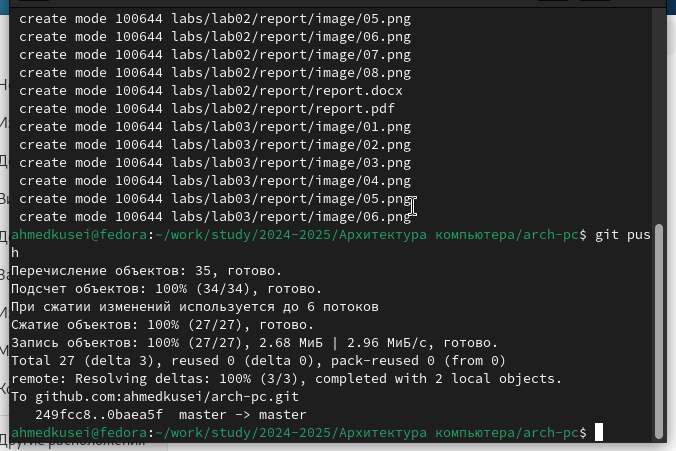 create mode 100644 labs/lab02/report/image/05.png
create mode 100644 labs/lab02/report/image/06.png
create mode 100644 labs/lab02/report/image/07.png
create mode 100644 labs/lab02/report/image/08.png
create mode 100644 labs/lab02/report/report.docx
create mode 100644 labs/lab02/report/report.pdf
create mode 100644 labs/lab03/report/image/01.png
create mode 100644 labs/lab03/report/image/02.png
create mode 100644 labs/lab03/report/image/03.png
create mode 100644 labs/lab03/report/image/04.png
create mode 100644 labs/lab03/report/image/05.png
create mode 100644 labs/lab03/report/image/06.png
ahmedkusei@fedora:~/work/study/2024-2025/Архитектура компьютера/arch-pc$ git pus
h
Перечисление объектов: 35, готово.
Подсчет объектов: 100% (34/34), готово.
При сжатии изменений используется до 6 потоков
Сжатие объектов: 100% (27/27), готово.
Запись объектов: 100% (27/27), 2.68 МиБ | 2.96 МиБ/с, готово.
Total 27 (delta 3), reused 0 (delta 0), pack-reused 0 (from 0)
remote: Resolving deltas: 100% (3/3), completed with 2 local objects.
To github.com:ahmedkusei/arch-pc.git
249fcc8..0baea5f  master -> master
ahmedkusei@fedora:~/work/study/2024-2025/Архитектура компьютера/arch-pc$